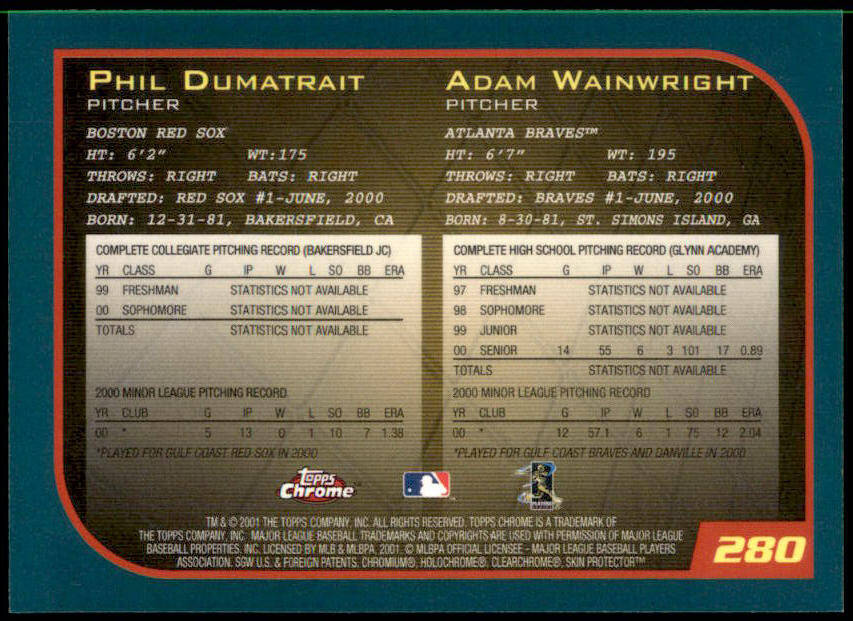 PHIL DUMATRAIT
PITCHER
BOSTON RED SOX
HT: 6'2" WT:175
THROWS: RIGHT BATS: RIGHT
DRAFTED: RED SOX #1-JUNE, 2000
BORN: 12-31-81, BAKERSFIELD, CA
COMPLETE COLLEGIATE PITCHING RECORD (BAKERSFIELD JC)
YR CLASS G IP W L SO BB ERA
99 FRESHMAN STATISTICS NOT AVAILABLE
00 SOPHOMORE STATISTICS NOT AVAILABLE
TOTALS STATISTICS NOT AVAILABLE
2000 MINOR LEAGUE PITCHING RECORD
YR CLUB G IP W L SO BB ERA
00 * 5 13 0 1 10 7 1.38
*PLAYED FOR GULF COAST RED SOX IN 2000
ADAM WAINWRIGHT
PITCHER
ATLANTA BRAVES™
HT: 6'7" WT: 195
THROWS: RIGHT BATS: RIGHT
DRAFTED: BRAVES #1-JUNE, 2000
BORN: 8-30-81, ST. SIMONS ISLAND, GA
COMPLETE HIGH SCHOOL PITCHING RECORD (GLYNN ACADEMY)
YR CLASS G IP W L SO BB ERA
97 FRESHMAN STATISTICS NOT AVAILABLE
98 SOPHOMORE STATISTICS NOT AVAILABLE
99 JUNIOR STATISTICS NOT AVAILABLE
00 SENIOR 14 55 6 3 101 17 0.89
TOTALS STATISTICS NOT AVAILABLE
2000 MINOR LEAGUE PITCHING RECORD
YR CLUB G IP W L SO BB ERA
00 * 12 57.1 6 1 75 12 2.04
*PLAYED FOR GULF COAST BRAVES AND DANVILLE IN 2000
Topps
Chrome
TM & © 2001 THE TOPPS COMPANY, INC. ALL RIGHTS RESERVED. TOPPS CHROME IS A TRADEMARK OF
THE TOPPS COMPANY, INC. MAJOR LEAGUE BASEBALL TRADEMARKS AND COPYRIGHTS ARE USED WITH PERMISSION OF MAJOR LEAGUE
BASEBALL PROPERTIES, INC. LICENSED BY MLB & MLBPA, 2001. © MLBPA OFFICIAL LICENSEE - MAJOR LEAGUE BASEBALL PLAYERS
ASSOCIATION. SGW U.S. & FOREIGN PATENTS. CHROMIUM®, HOLOCHROME®, CLEARCHROME®, SKIN PROTECTOR™
280